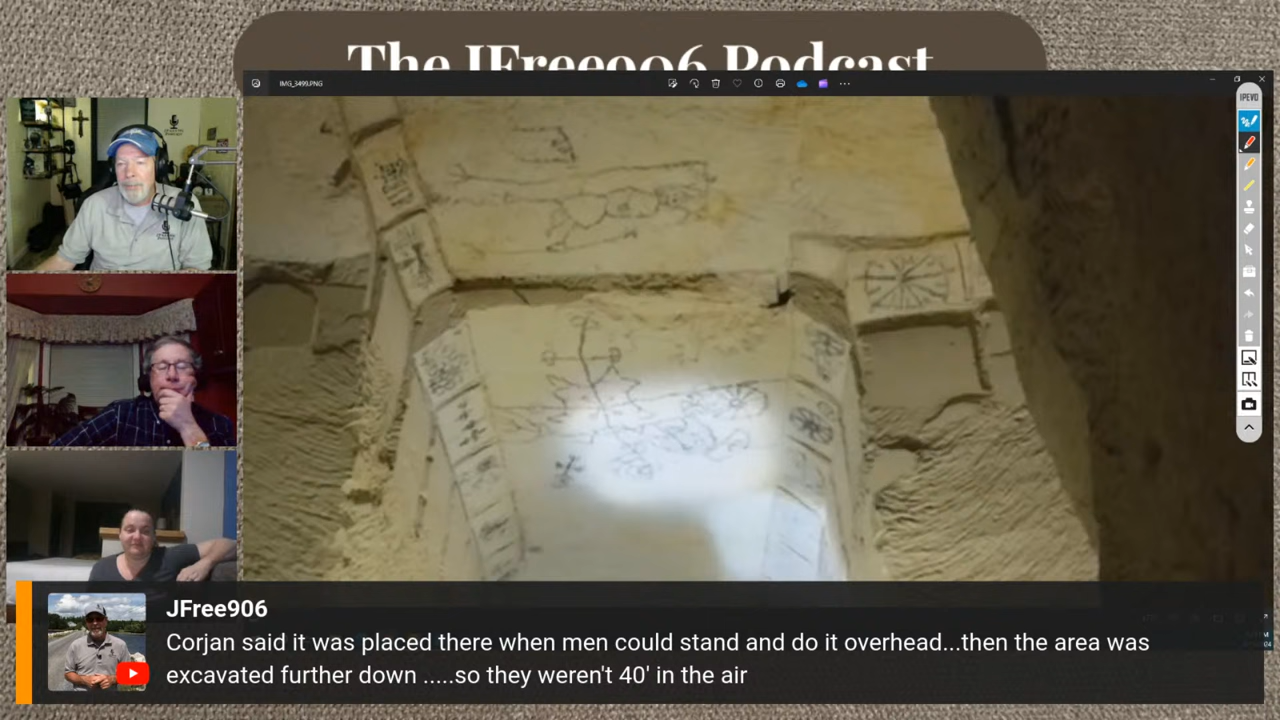 The JFree906 Podcast
IMG_3499.PNG
IPEVO
JFree906
Corjan said it was placed there when men could stand and do it overhead...then the area was
excavated further down .....so they weren't 40' in the air